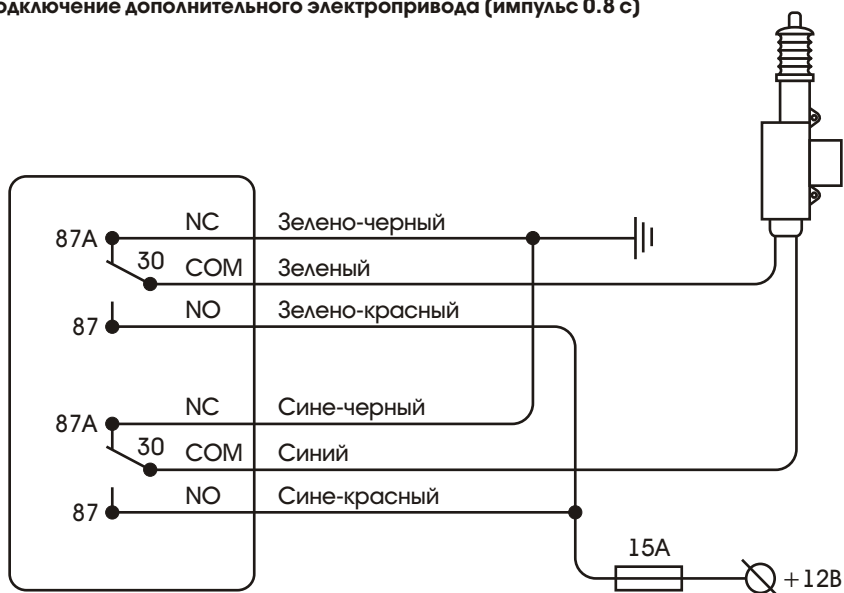 одключение дополнительного электропривода (импульс 0.8 с)
87A NC Зелено-черный
30 COM Зеленый
87 NO Зелено-красный
87A NC Сине-черный
30 COM Синий
87 NO Сине-красный
15A
+12В